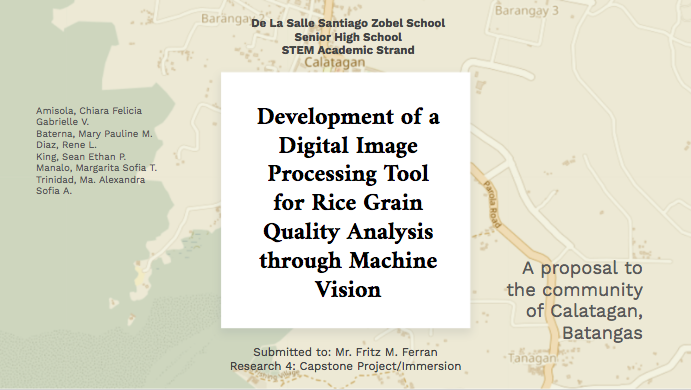 De La Salle Santiago Zobel School
Senior High School
STEM Academic Strand
Barangay
Barangay 3
Calatagan
Amisola, Chiara Felicia
Gabrielle V.
Baterna, Mary Pauline M.
Diaz, Rene L.
King, Sean Ethan P.
Manalo, Margarita Sofia T.
Trinidad, Ma. Alexandra
Sofia A.
Development of a
Digital Image
Processing Tool
for Rice Grain
Quality Analysis
through Machine
Vision
Parola Road
A proposal to
the community
of Calatagan,
Batangas
Tanagan
Submitted to: Mr. Fritz M. Ferran
Research 4: Capstone Project/Immersion